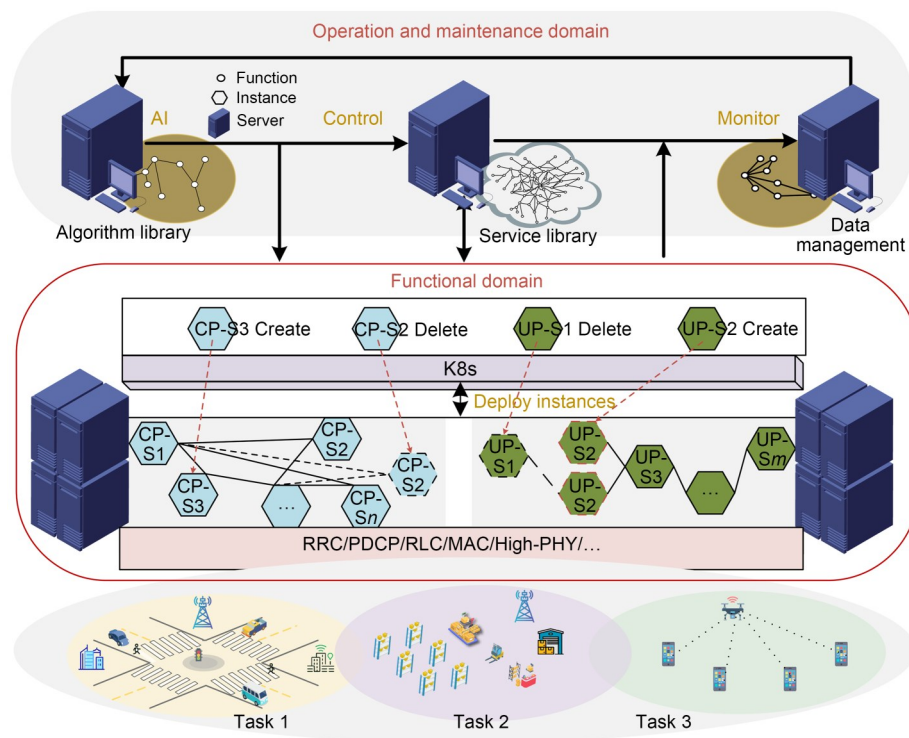 Operation and maintenance domain
Function
Instance
Server
AI
Control
Monitor
Algorithm library
Service library
Data
management
Functional domain
CP-S3 Create
CP-S2 Delete
UP-S1 Delete
UP-S2 Create
K8s
Deploy instances
CP-
S1
CP-
S2
CP-
S3
...
CP-
Sn
CP-
S2
UP-
S1
UP-
S2
UP-
S2
UP-
S3
...
UP-
Sm
RRC/PDCP/RLC/MAC/High-PHY/...
Task 1
Task 2
Task 3